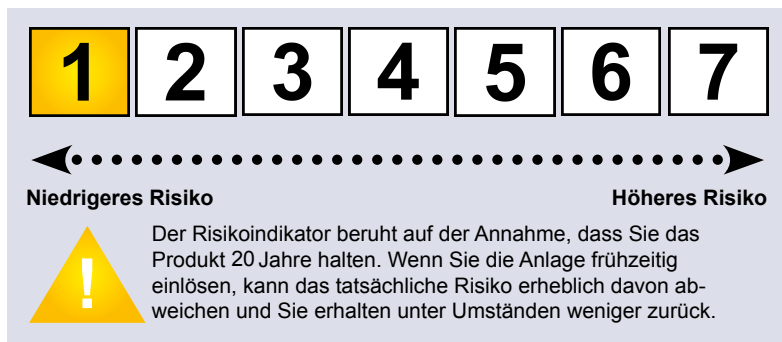 1 2 3 4 5 6 7
Niedrigeres Risiko Höheres Risiko
! Der Risikoindikator beruht auf der Annahme, dass Sie das
Produkt 20 Jahre halten. Wenn Sie die Anlage frühzeitig
einlösen, kann das tatsächliche Risiko erheblich davon ab-
weichen und Sie erhalten unter Umständen weniger zurück.